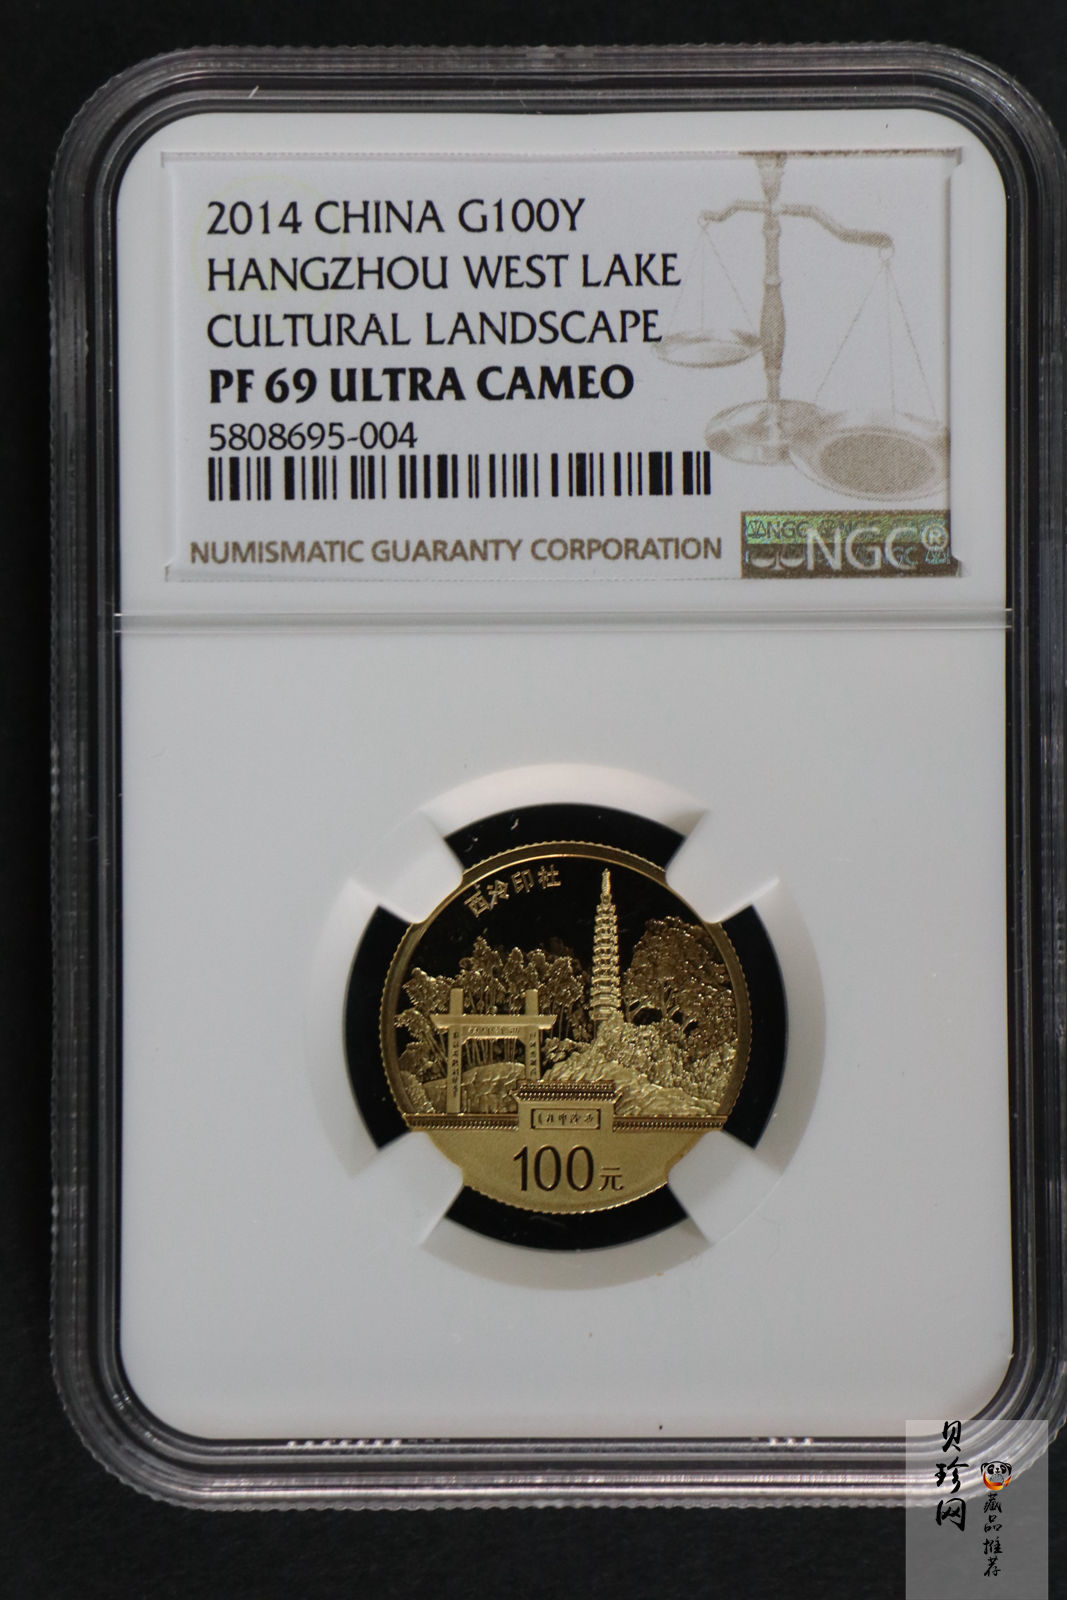 2014 CHINA G100Y
HANGZHOU WEST LAKE
CULTURAL LANDSCAPE
PF 69 ULTRA CAMEO
5808695-004
NUMISMATIC GUARANTY CORPORATION
NGC®
西泠印社
100元
贝珍网
藏品推荐